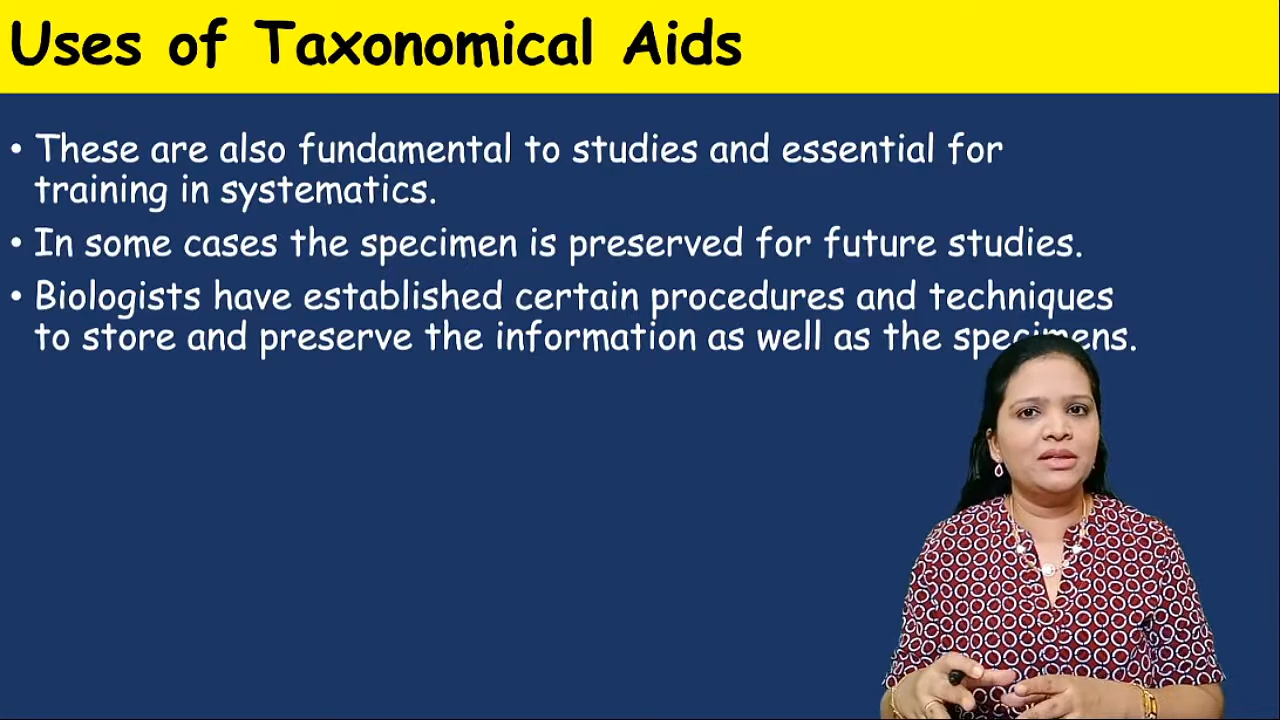 Uses of Taxonomical Aids
• These are also fundamental to studies and essential for
training in systematics.
• In some cases the specimen is preserved for future studies.
• Biologists have established certain procedures and techniques
to store and preserve the information as well as the specimens.